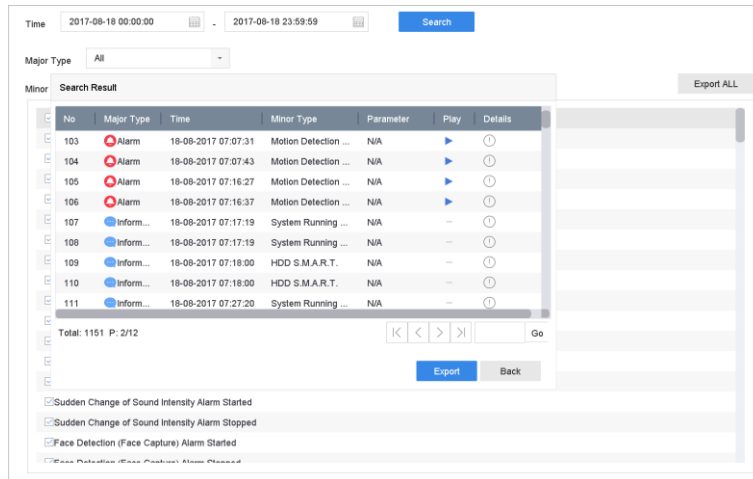 Time 2017-08-18 00:00:00 - 2017-08-18 23:59:59 Search
Major Type All
Minor
Export ALL
Search Result
No Major Type Time Minor Type Parameter Play Details
103 Alarm 18-08-2017 07:07:31 Motion Detection ... N/A
104 Alarm 18-08-2017 07:07:43 Motion Detection ... N/A
105 Alarm 18-08-2017 07:16:27 Motion Detection ... N/A
106 Alarm 18-08-2017 07:16:37 Motion Detection ... N/A
107 Inform... 18-08-2017 07:17:19 System Running ... N/A —
108 Inform... 18-08-2017 07:17:19 System Running ... N/A —
109 Inform... 18-08-2017 07:18:00 HDD S.M.A.R.T. N/A —
110 Inform... 18-08-2017 07:18:00 HDD S.M.A.R.T. N/A —
111 Inform... 18-08-2017 07:27:20 System Running ... N/A —
Total: 1151 P: 2/12 Go
Export Back
Sudden Change of Sound Intensity Alarm Started
Sudden Change of Sound Intensity Alarm Stopped
Face Detection (Face Capture) Alarm Started
Face Detection (Face Capture) Alarm Stopped